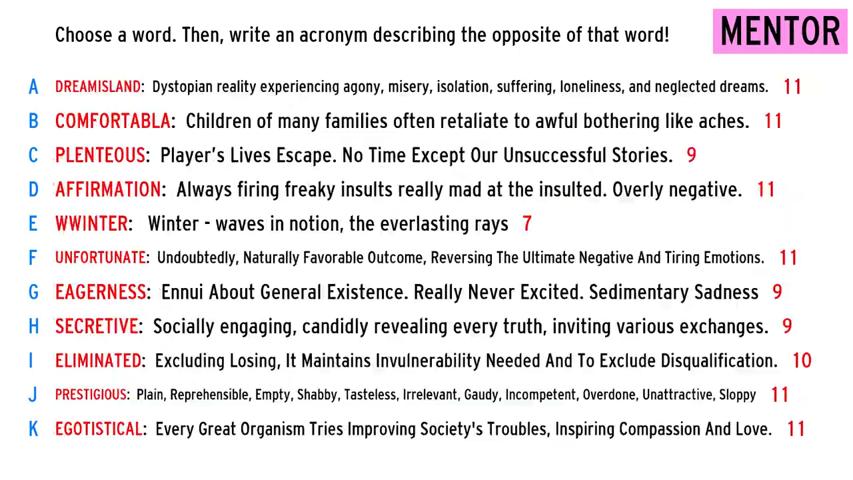 Choose a word. Then, write an acronym describing the opposite of that word!
MENTOR
A DREAMISLAND: Dystopian reality experiencing agony, misery, isolation, suffering, loneliness, and neglected dreams. 11
B COMFORTABLA: Children of many families often retaliate to awful bothering like aches. 11
C PLENTEOUS: Player's Lives Escape. No Time Except Our Unsuccessful Stories. 9
D AFFIRMATION: Always firing freaky insults really mad at the insulted. Overly negative. 11
E WWINTER: Winter - waves in notion, the everlasting rays 7
F UNFORTUNATE: Undoubtedly, Naturally Favorable Outcome, Reversing The Ultimate Negative And Tiring Emotions. 11
G EAGERNESS: Ennui About General Existence. Really Never Excited. Sedimentary Sadness 9
H SECRETIVE: Socially engaging, candidly revealing every truth, inviting various exchanges. 9
I ELIMINATED: Excluding Losing, It Maintains Invulnerability Needed And To Exclude Disqualification. 10
J PRESTIGIOUS: Plain, Reprehensible, Empty, Shabby, Tasteless, Irrelevant, Gaudy, Incompetent, Overdone, Unattractive, Sloppy 11
K EGOTISTICAL: Every Great Organism Tries Improving Society's Troubles, Inspiring Compassion And Love. 11